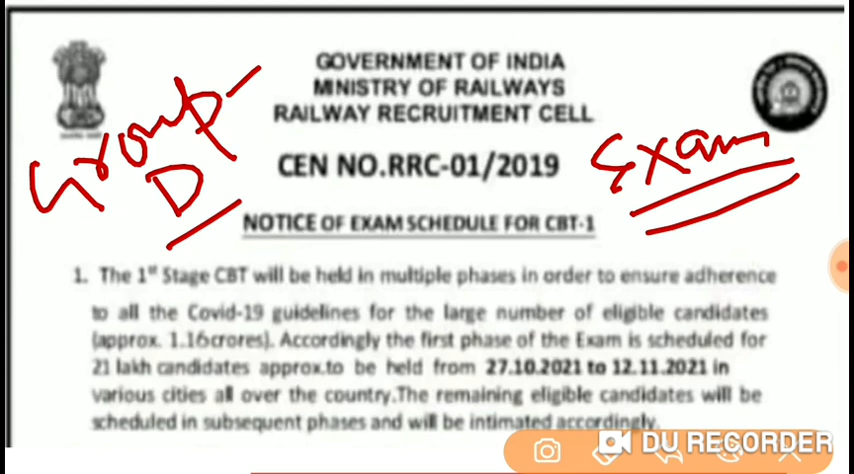 GOVERNMENT OF INDIA
MINISTRY OF RAILWAYS
RAILWAY RECRUITMENT CELL
Group-
D
Exam
CEN NO.RRC-01/2019
NOTICE OF EXAM SCHEDULE FOR CBT-1
1. The 1st Stage CBT will be held in multiple phases in order to ensure adherence
to all the Covid-19 guidelines for the large number of eligible candidates
(approx. 1.16crores). Accordingly the first phase of the Exam is scheduled for
21 lakh candidates approx.to be held from 27.10.2021 to 12.11.2021 in
various cities all over the country.The remaining eligible candidates will be
scheduled in subsequent phases and will be intimated accordingly.
DU RECORDER